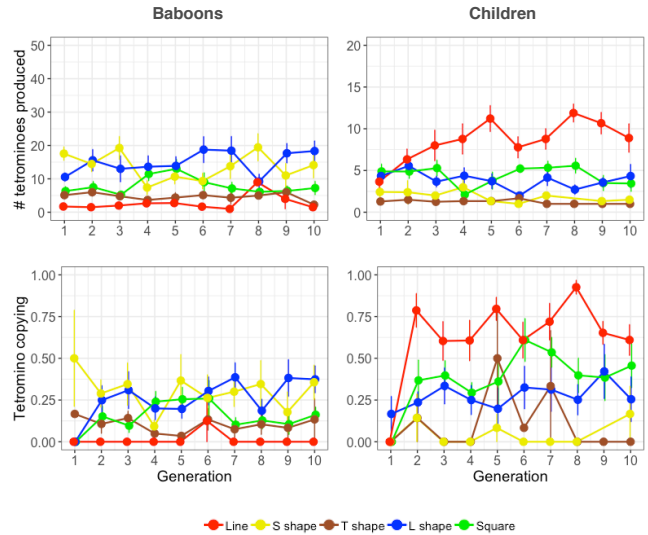 Baboons Children
# tetrominoes produced
50
40
30
20
10
0
1 2 3 4 5 6 7 8 9 10
20
15
10
5
0
1 2 3 4 5 6 7 8 9 10
Tetromino copying
1.00
0.75
0.50
0.25
0.00
1 2 3 4 5 6 7 8 9 10
Generation
1.00
0.75
0.50
0.25
0.00
1 2 3 4 5 6 7 8 9 10
Generation
Line S shape T shape L shape Square